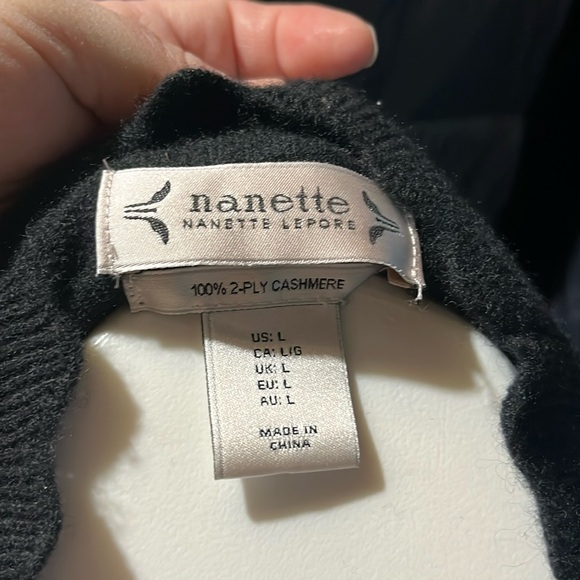 nanette
NANETTE LEPORE
100% 2-PLY CASHMERE
US: L
CA: L/G
UK: L
EU: L
AU: L
MADE IN
CHINA